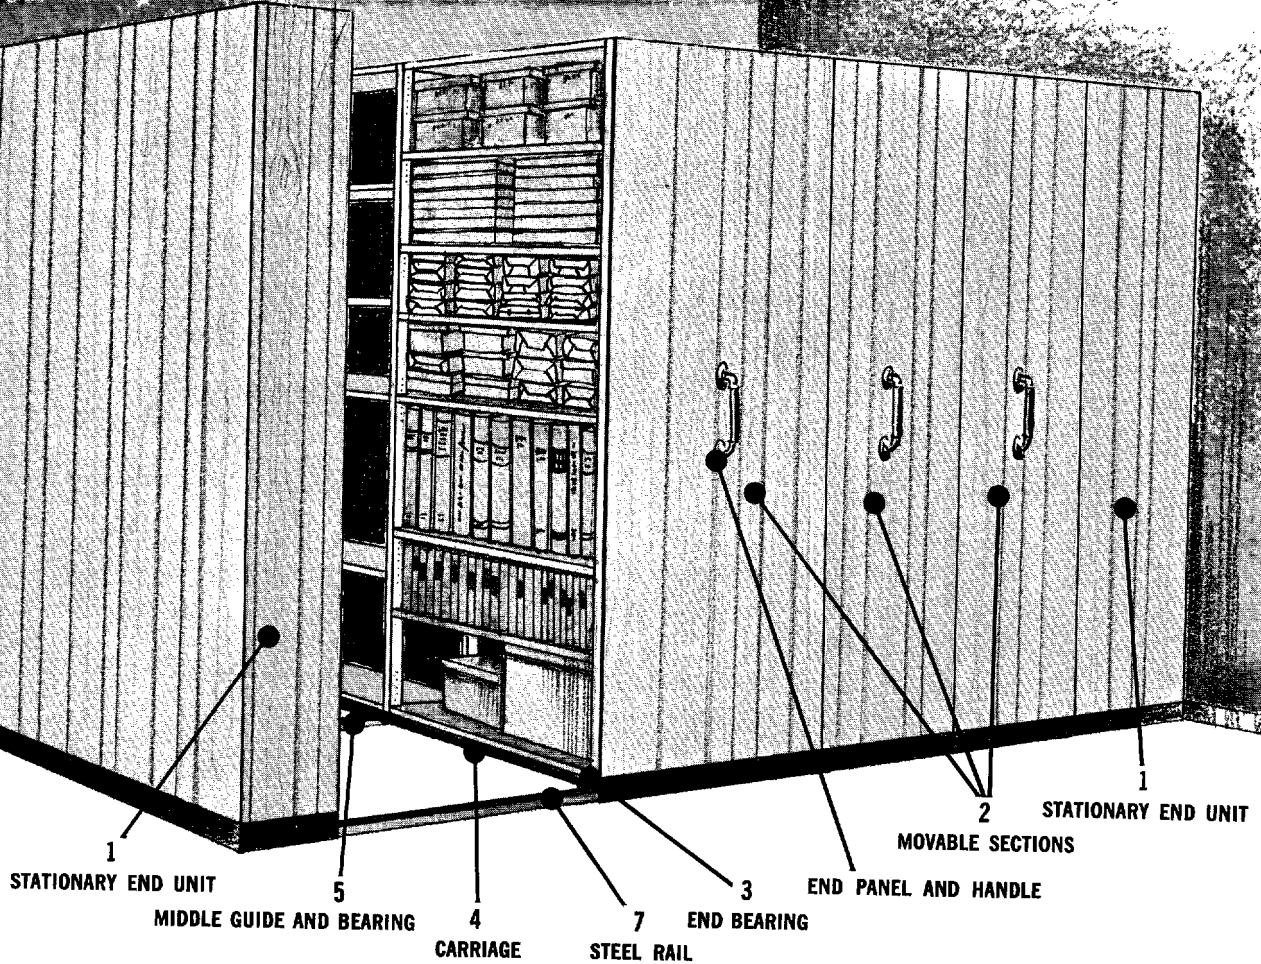 1
STATIONARY END UNIT
2
MOVABLE SECTIONS
1
STATIONARY END UNIT
5
MIDDLE GUIDE AND BEARING
4
CARRIAGE
7
STEEL RAIL
3
END BEARING
END PANEL AND HANDLE